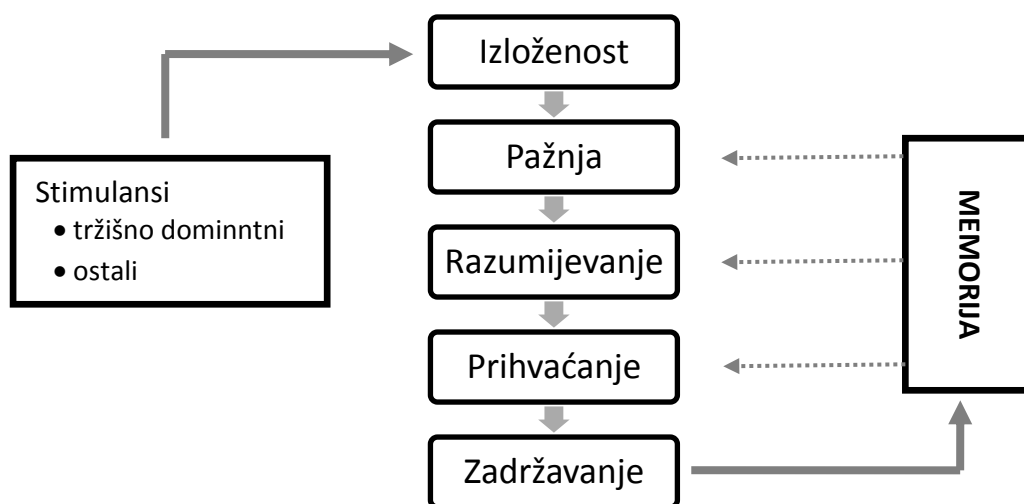 Izloženost
Pažnja
Stimulansi
• tržišno dominntni
• ostali
Razumijevanje
Prihvaćanje
Zadržavanje
MEMORIJA